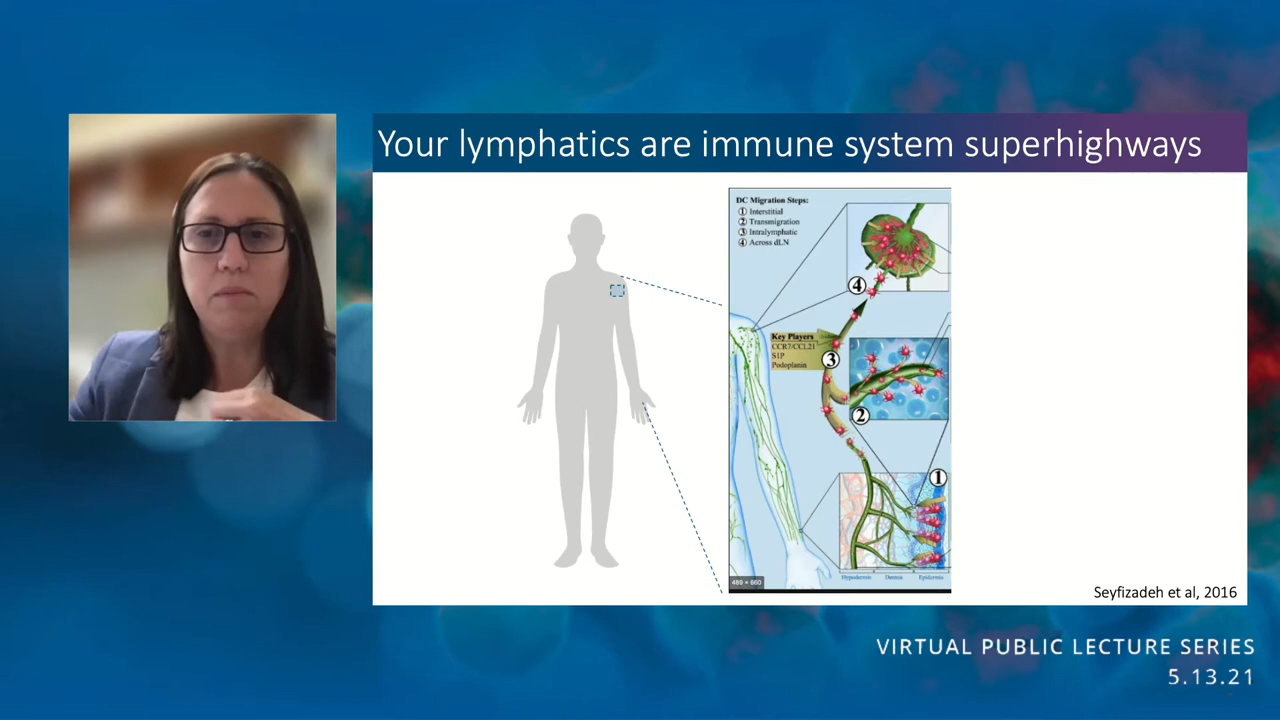 Your lymphatics are immune system superhighways
DC Migration Steps:
① Interstitial
② Transmigration
③ Intralymphatic
④ Across dLN
④
Key Players
CCR7/CCL21
S1P
Podoplanin
③
②
①
Hypodermis Dermis Epidermis
489 × 860
Seyfizadeh et al, 2016
VIRTUAL PUBLIC LECTURE SERIES
5.13.21